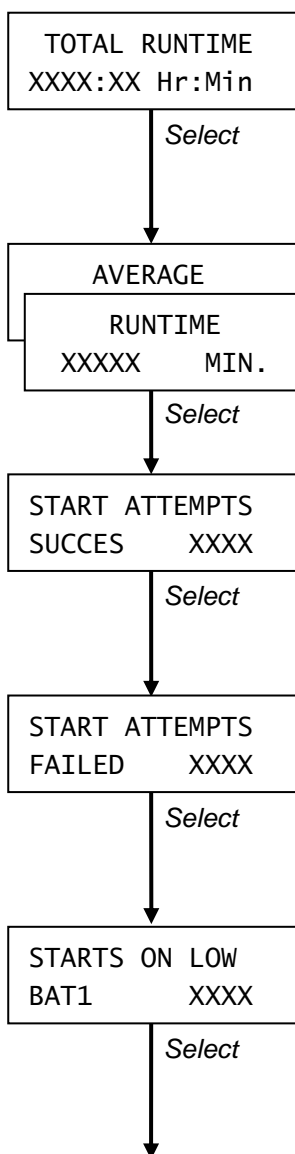 TOTAL RUNTIME
XXXX:XX Hr:Min
Select
AVERAGE
RUNTIME
XXXXX MIN.
Select
START ATTEMPTS
SUCCES XXXX
Select
START ATTEMPTS
FAILED XXXX
Select
STARTS ON LOW
BAT1 XXXX
Select